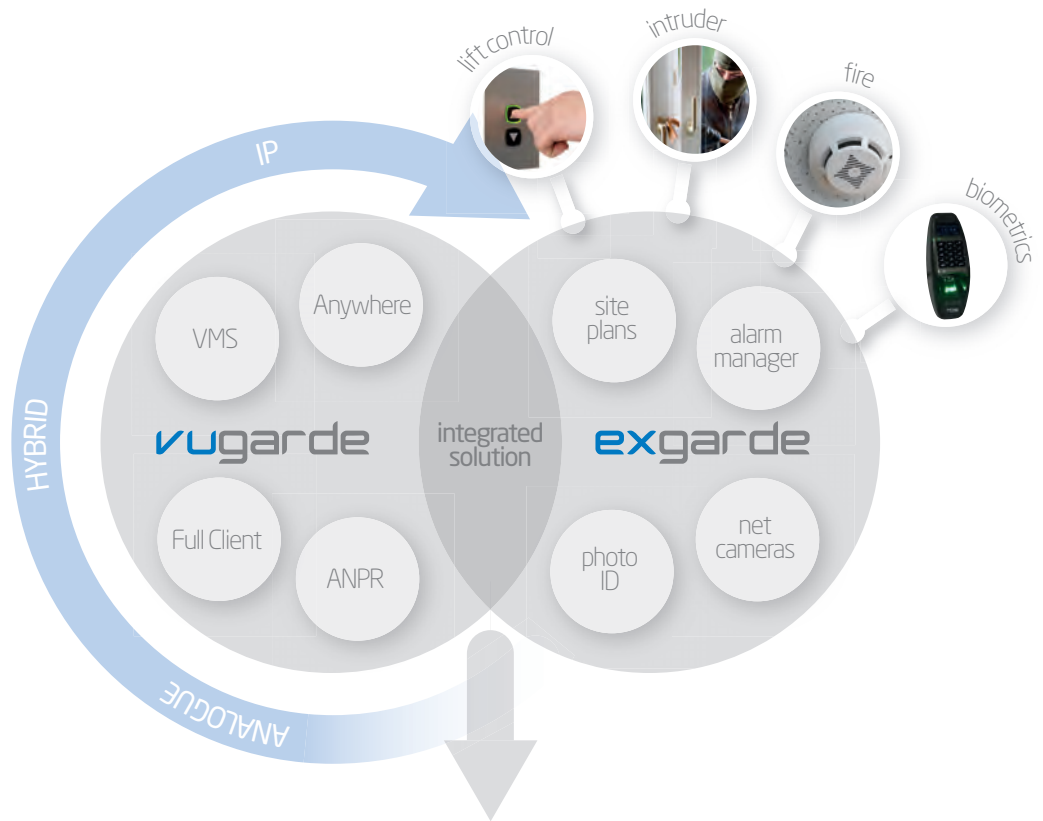 lift control
intruder
fire
biometrics
IP
HYBRID
ANALOGUE
VMS
Anywhere
vugarde
Full Client
ANPR
integrated
solution
site
plans
alarm
manager
exgarde
photo
ID
net
cameras